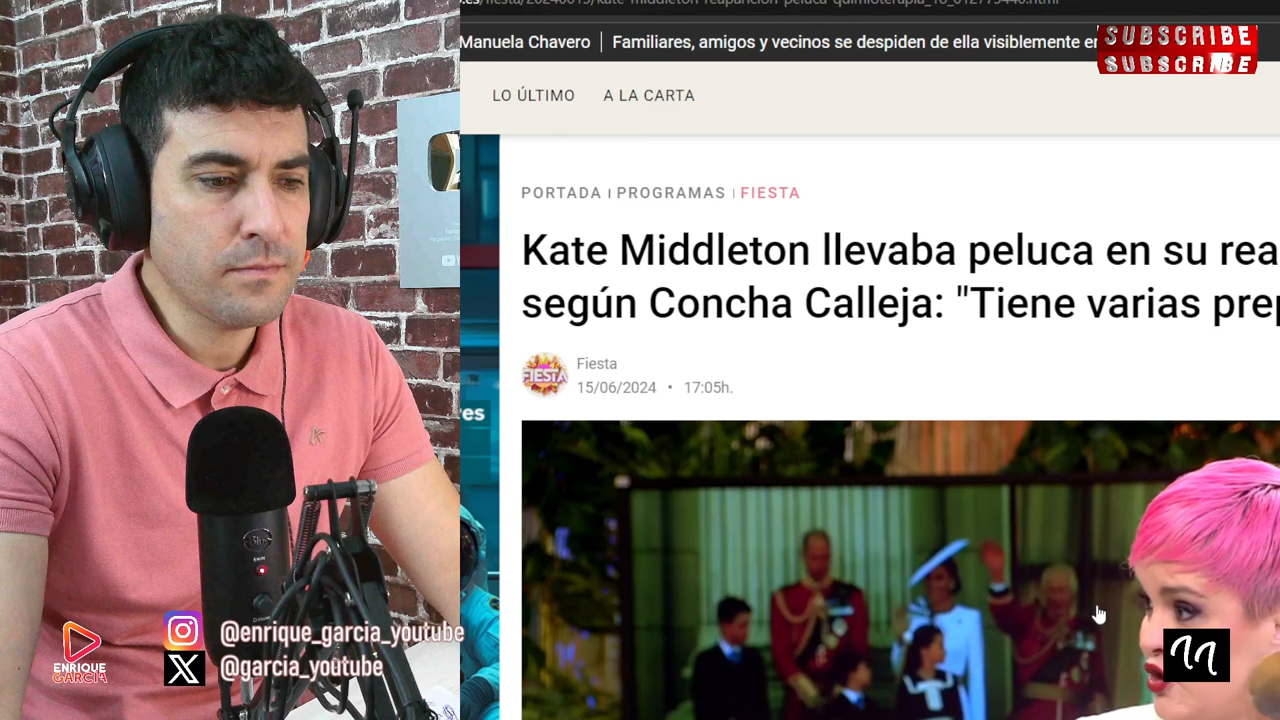 Manuela Chavero | Familiares, amigos y vecinos se despiden de ella visiblemente
SUBSCRIBE
SUBSCRIBE
LO ÚLTIMO A LA CARTA
PORTADA | PROGRAMAS | FIESTA
Kate Middleton llevaba peluca en su rea
según Concha Calleja: "Tiene varias prep
Fiesta
FIESTA
15/06/2024 • 17:05h.
es
Blue
@enrique_garcia_youtube
@garcia_youtube
ENRIQUE
GARCIA